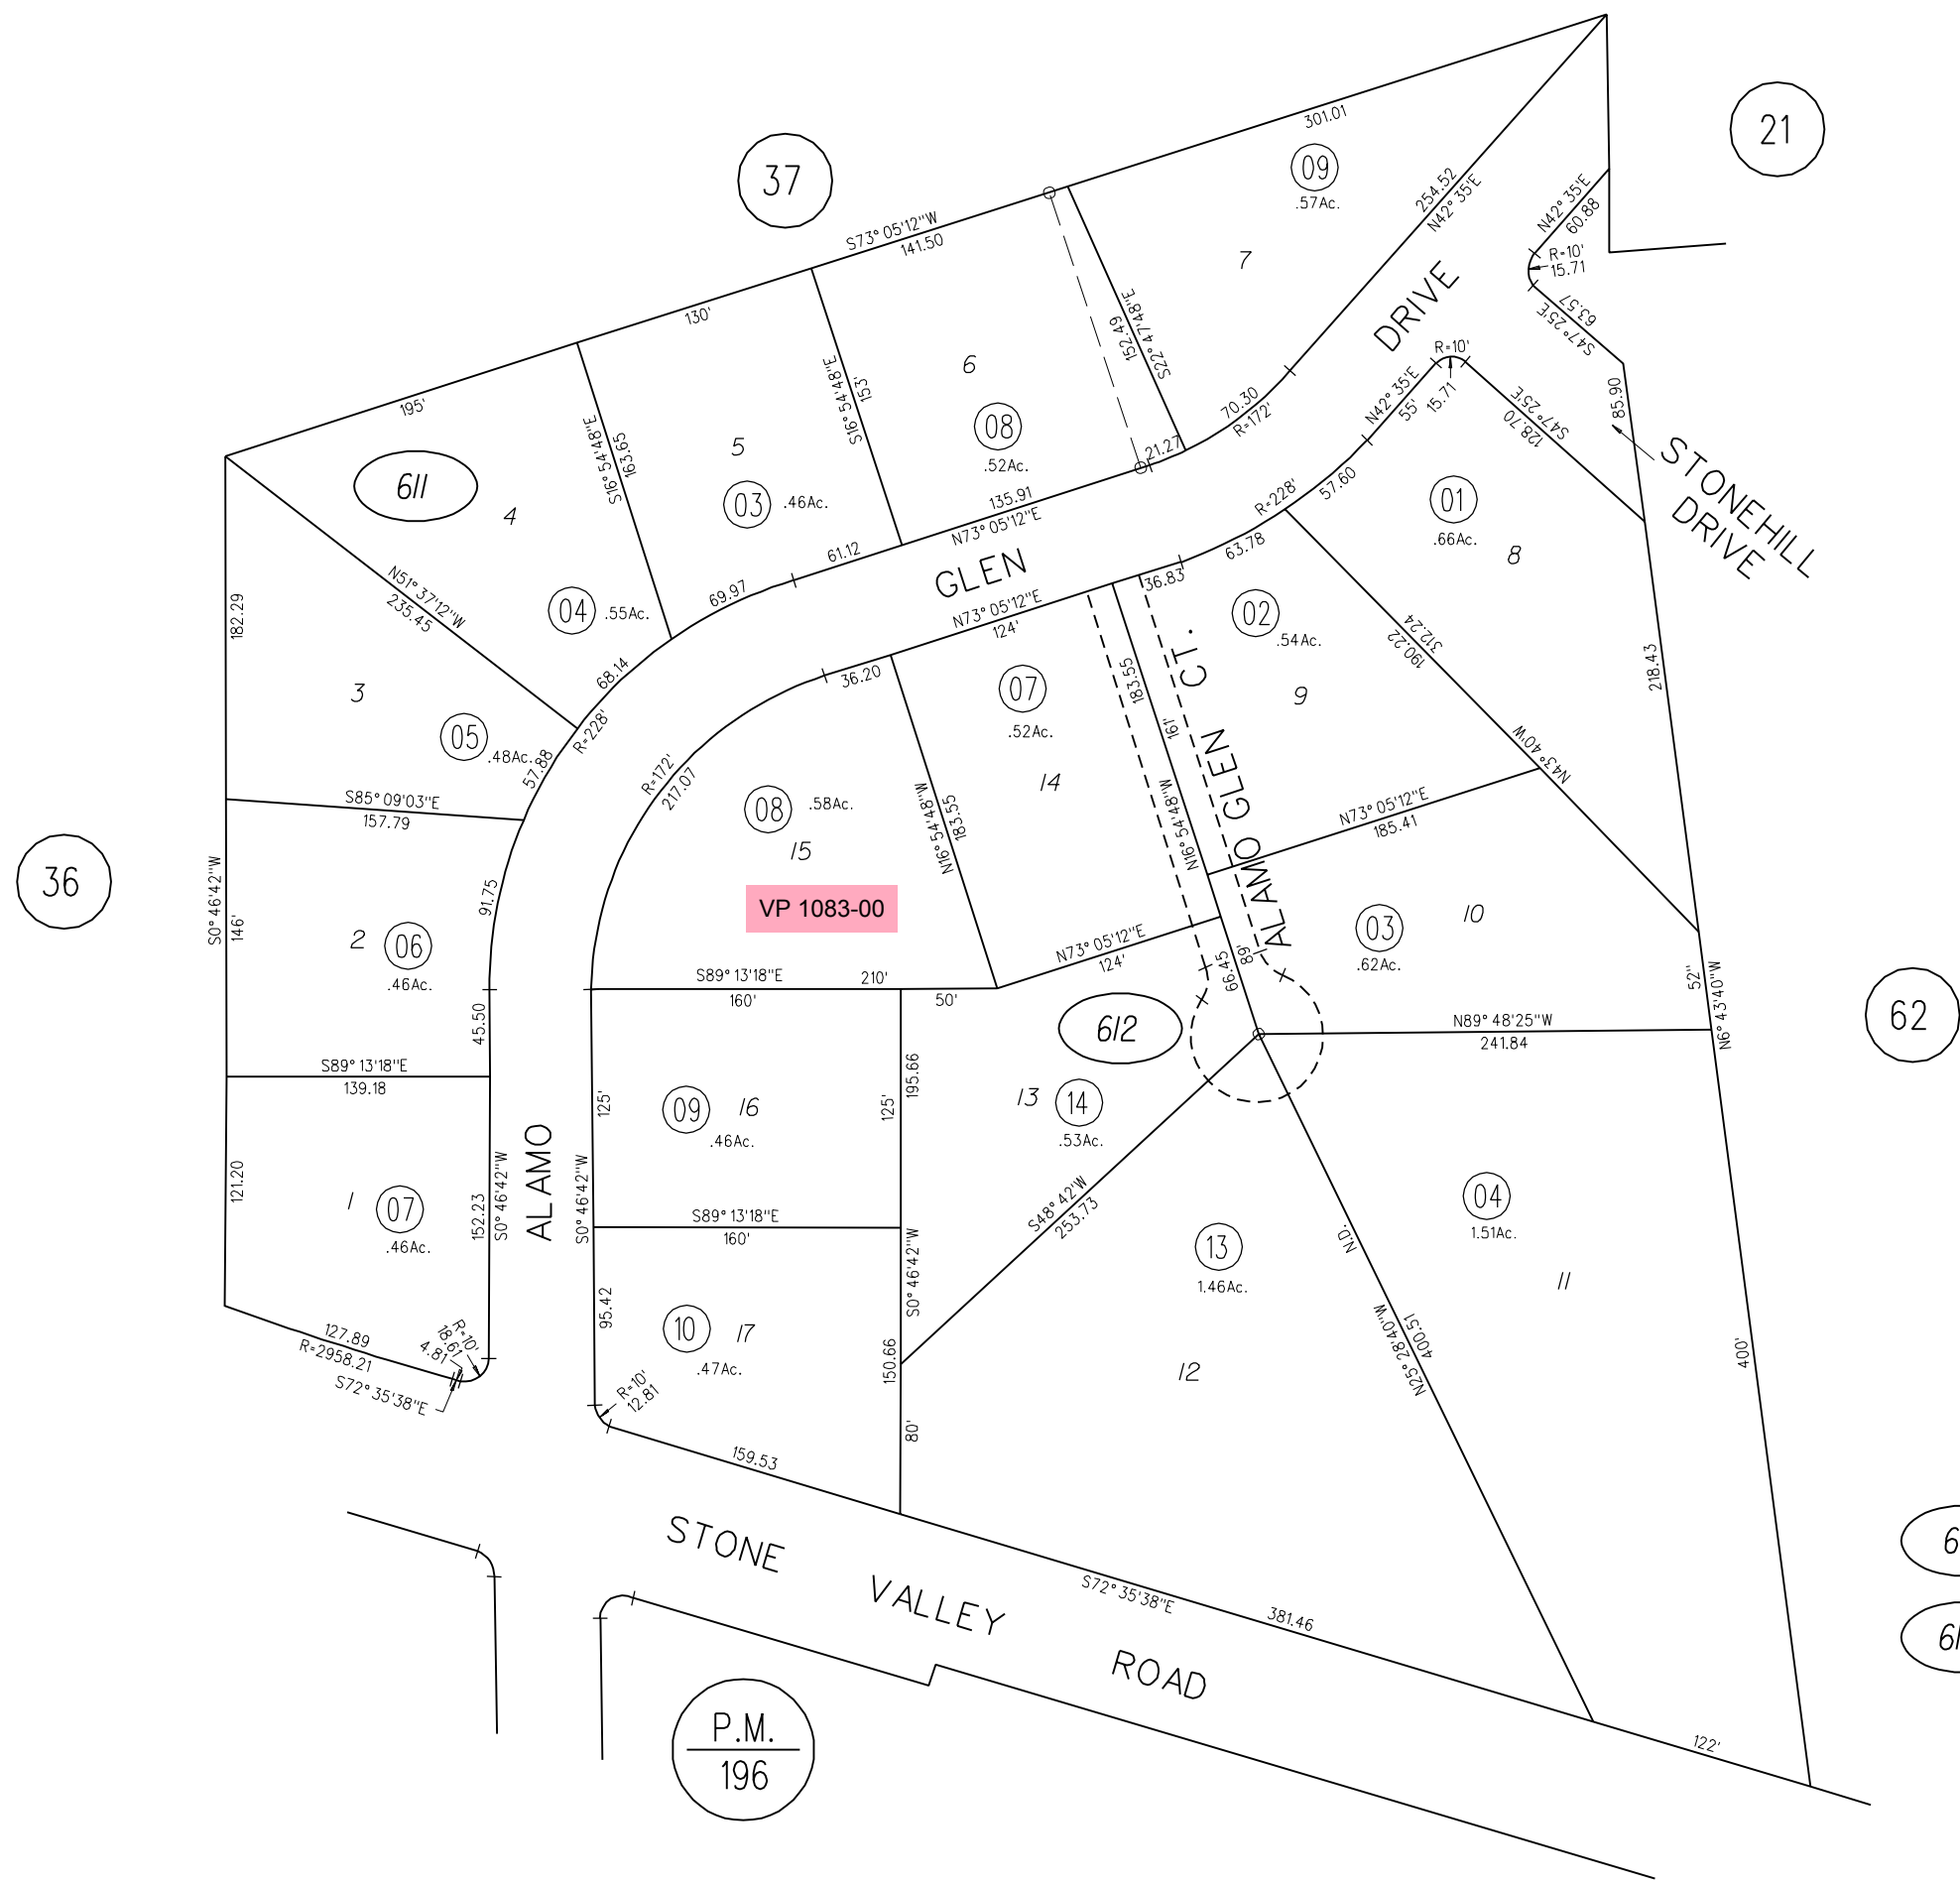 37
21
36
62
301.01
09
.57Ac.
7
254.52
N42° 35'E
N42° 35'E
60.88
R=10'
15.71
63.57
S47° 25'E
S73° 05'12"W
141.50
130'
195'
S22° 47'48"E
152.49
6
08
.52Ac.
S16° 54'48"E
153'
5
03
.46Ac.
S16° 54'48"E
163.65
611
4
04
.55Ac.
N51° 37'12"W
235.45
182.29
3
05
.48Ac.
21.27
70.30
R=172'
135.91
N73° 05'12"E
61.12
69.97
68.14
R=228'
57.88
DRIVE
GLEN
R=10'
15.71
N42° 35'E
55'
S47° 25'E
128.70
85.90
STONEHILL
DRIVE
R=228'
57.60
63.78
36.83
01
.66Ac.
8
02
.54Ac.
9
312.24
190.22
N43° 40'W
218.43
N73° 05'12"E
124'
36.20
07
.52Ac.
14
183.55
161'
N16° 54'48"W
ALAMO GLEN CT.
ALAMO
N73° 05'12"E
185.41
R=172'
217.07
08
.58Ac.
15
VP 1083-00
N16° 54'48"W
183.55
S85° 09'03"E
157.79
S0° 46'42"W
146'
91.75
2
06
.46Ac.
45.50
N73° 05'12"E
124'
66.45
89'
03
.62Ac.
10
52"
N6° 43'40"W
S89° 13'18"E
210'
160'
50'
612
N89° 48'25"W
241.84
S89° 13'18"E
139.18
195.66
125'
125'
09
16
.46Ac.
13
14
.53Ac.
121.20
1
07
.46Ac.
152.23
S0° 46'42"W
ALAMO
S0° 46'42"W
S89° 13'18"E
160'
S48° 42'W
253.73
04
1.51Ac.
11
13
1.46Ac.
N.D.
S0° 46'42"W
95.42
10
17
.47Ac.
150.66
80'
12
N25° 28'40"W
400.51
400'
127.89
R=2958.21
R=10'
18.61
4.81
S72° 35'38"E
R=10'
12.81
159.53
STONE VALLEY ROAD
S72° 35'38"E
381.46
122'
P.M.
196
6
61